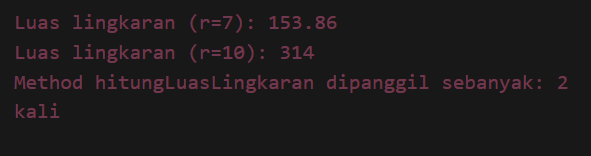 Luas lingkaran (r=7): 153.86
Luas lingkaran (r=10): 314
Method hitungLuasLingkaran dipanggil sebanyak: 2
kali